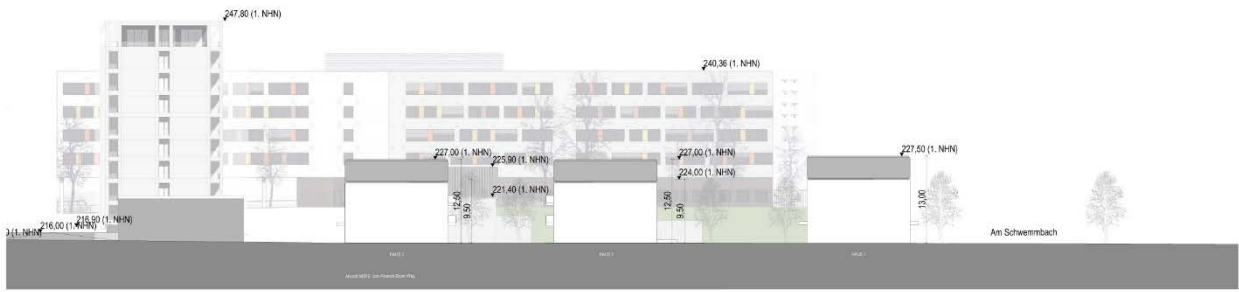 247,80 (1. NHN)
240,36 (1. NHN)
227,00 (1. NHN)
225,90 (1. NHN)
227,00 (1. NHN)
227,50 (1. NHN)
224,00 (1. NHN)
221,40 (1. NHN)
12,50
9,50
12,50
9,50
13,00
216,90 (1. NHN)
216,00 (1. NHN)
(1. NHN)
Am Schwemmbach